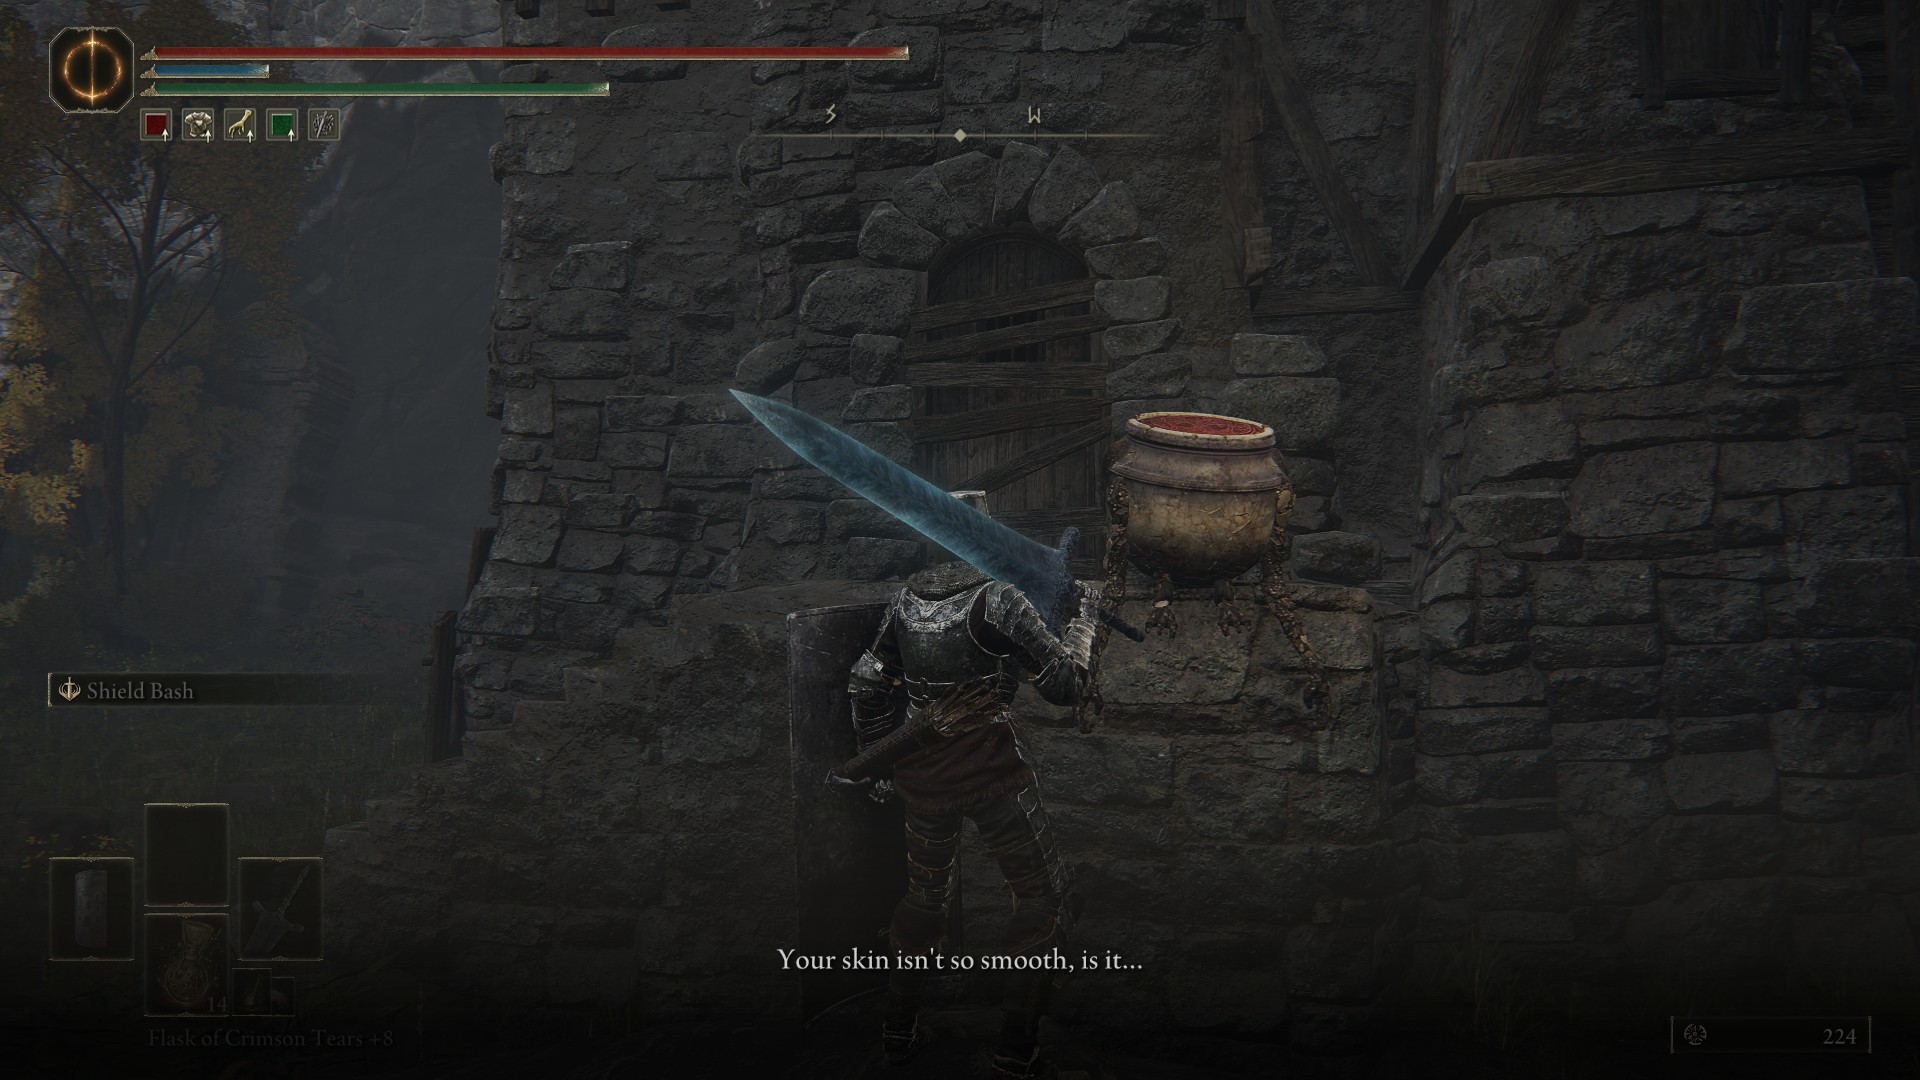 S W
Shield Bash
Your skin isn't so smooth, is it...
14
Flask of Crimson Tears +8
224